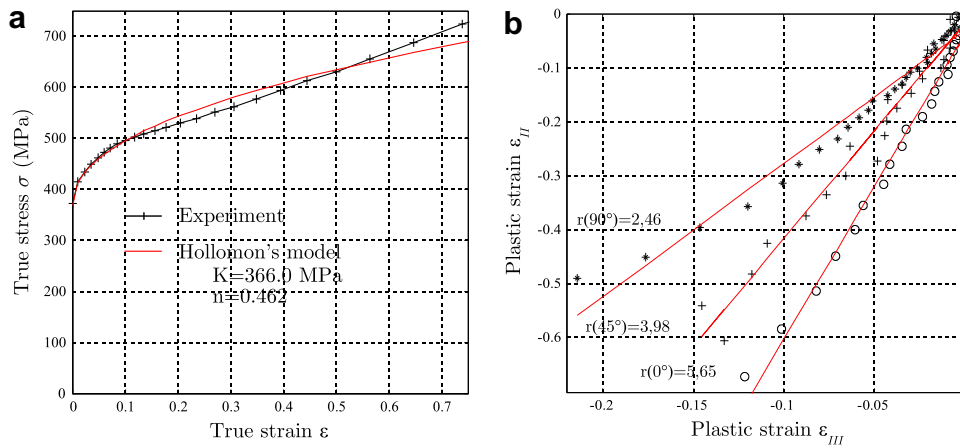 a
700
600
500
400
300
200
100
0
0
0.1
0.2
0.3
0.4
0.5
0.6
0.7
True stress σ (MPa)
True strain ε
Experiment
Hollomon's model
K=366.0 MPa
n=0.462
b
0
-0.1
-0.2
-0.3
-0.4
-0.5
-0.6
-0.2
-0.15
-0.1
-0.05
Plastic strain ε_II
Plastic strain ε_III
r(90°)=2,46
r(45°)=3,98
r(0°)=5,65